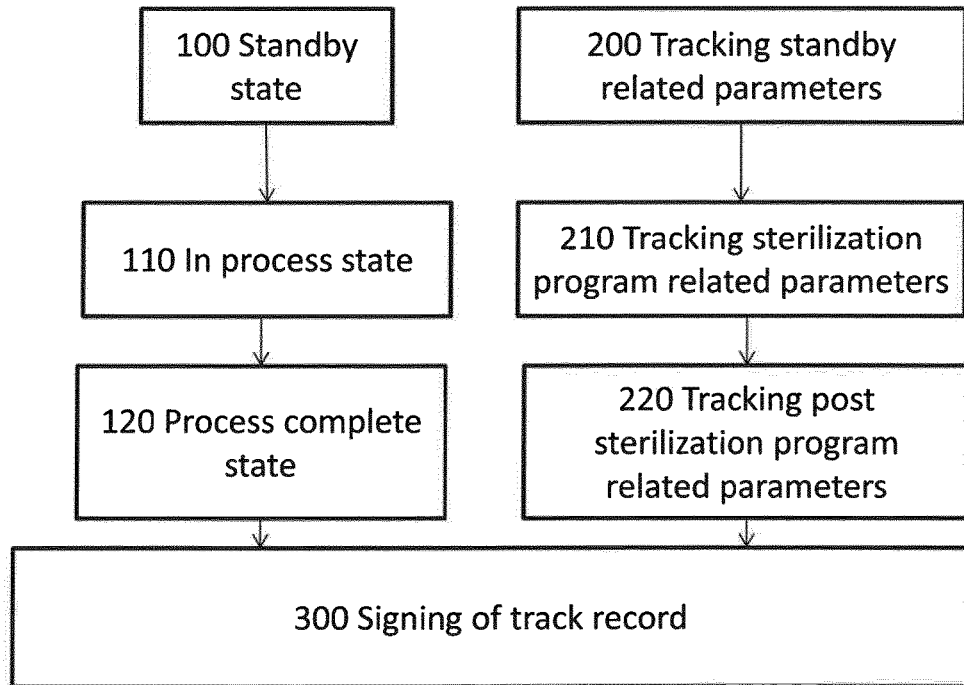 100 Standby
state
200 Tracking standby
related parameters
110 In process state
210 Tracking sterilization
program related parameters
120 Process complete
state
220 Tracking post
sterilization program
related parameters
300 Signing of track record